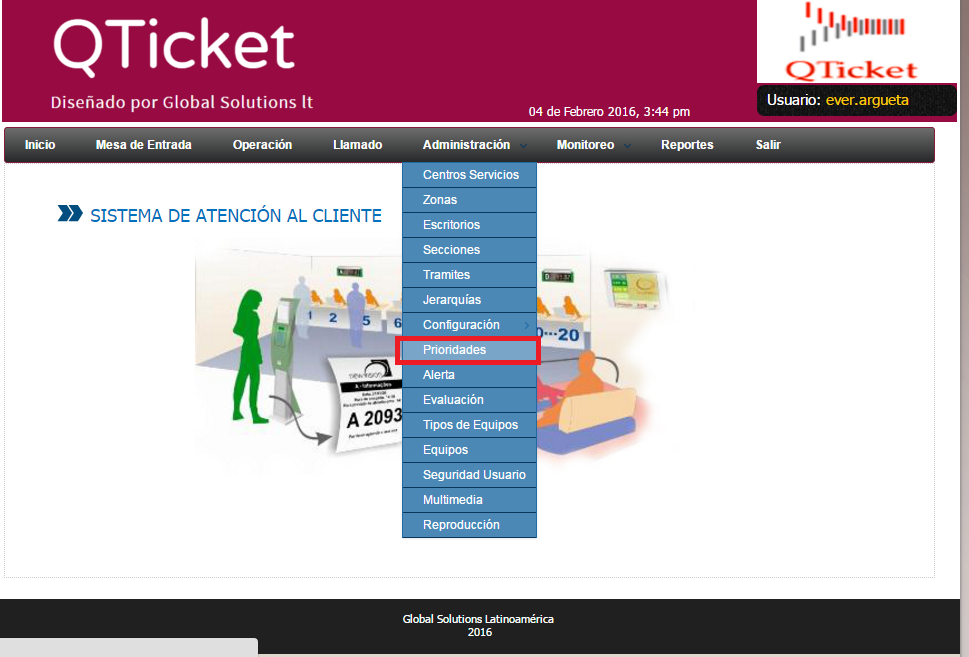 QTicket
Diseñado por Global Solutions lt
04 de Febrero 2016, 3:44 pm
QTicket
Usuario: ever.argueta
Inicio
Mesa de Entrada
Operación
Llamado
Administración
Monitoreo
Reportes
Salir
Centros Servicios
Zonas
Escritorios
Secciones
Tramites
Jerarquías
Configuración
Prioridades
Alerta
Evaluación
Tipos de Equipos
Equipos
Seguridad Usuario
Multimedia
Reproducción
SISTEMA DE ATENCIÓN AL CLIENTE
1 2 5 6
0...20
A - Informações
A 2093
Global Solutions Latinoamérica
2016